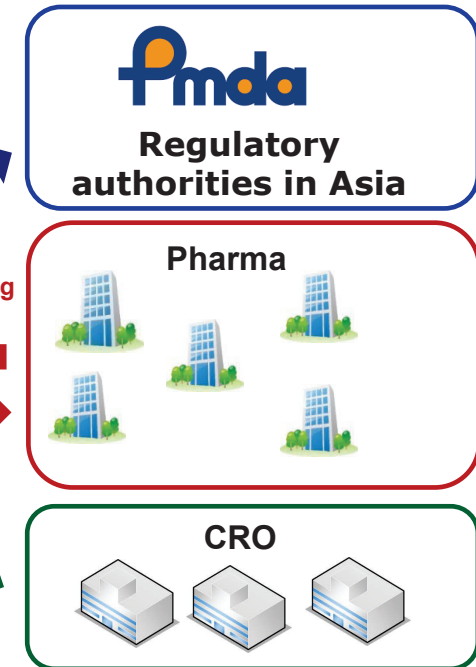 Pmda
Regulatory
authorities in Asia
Pharma
g
CRO